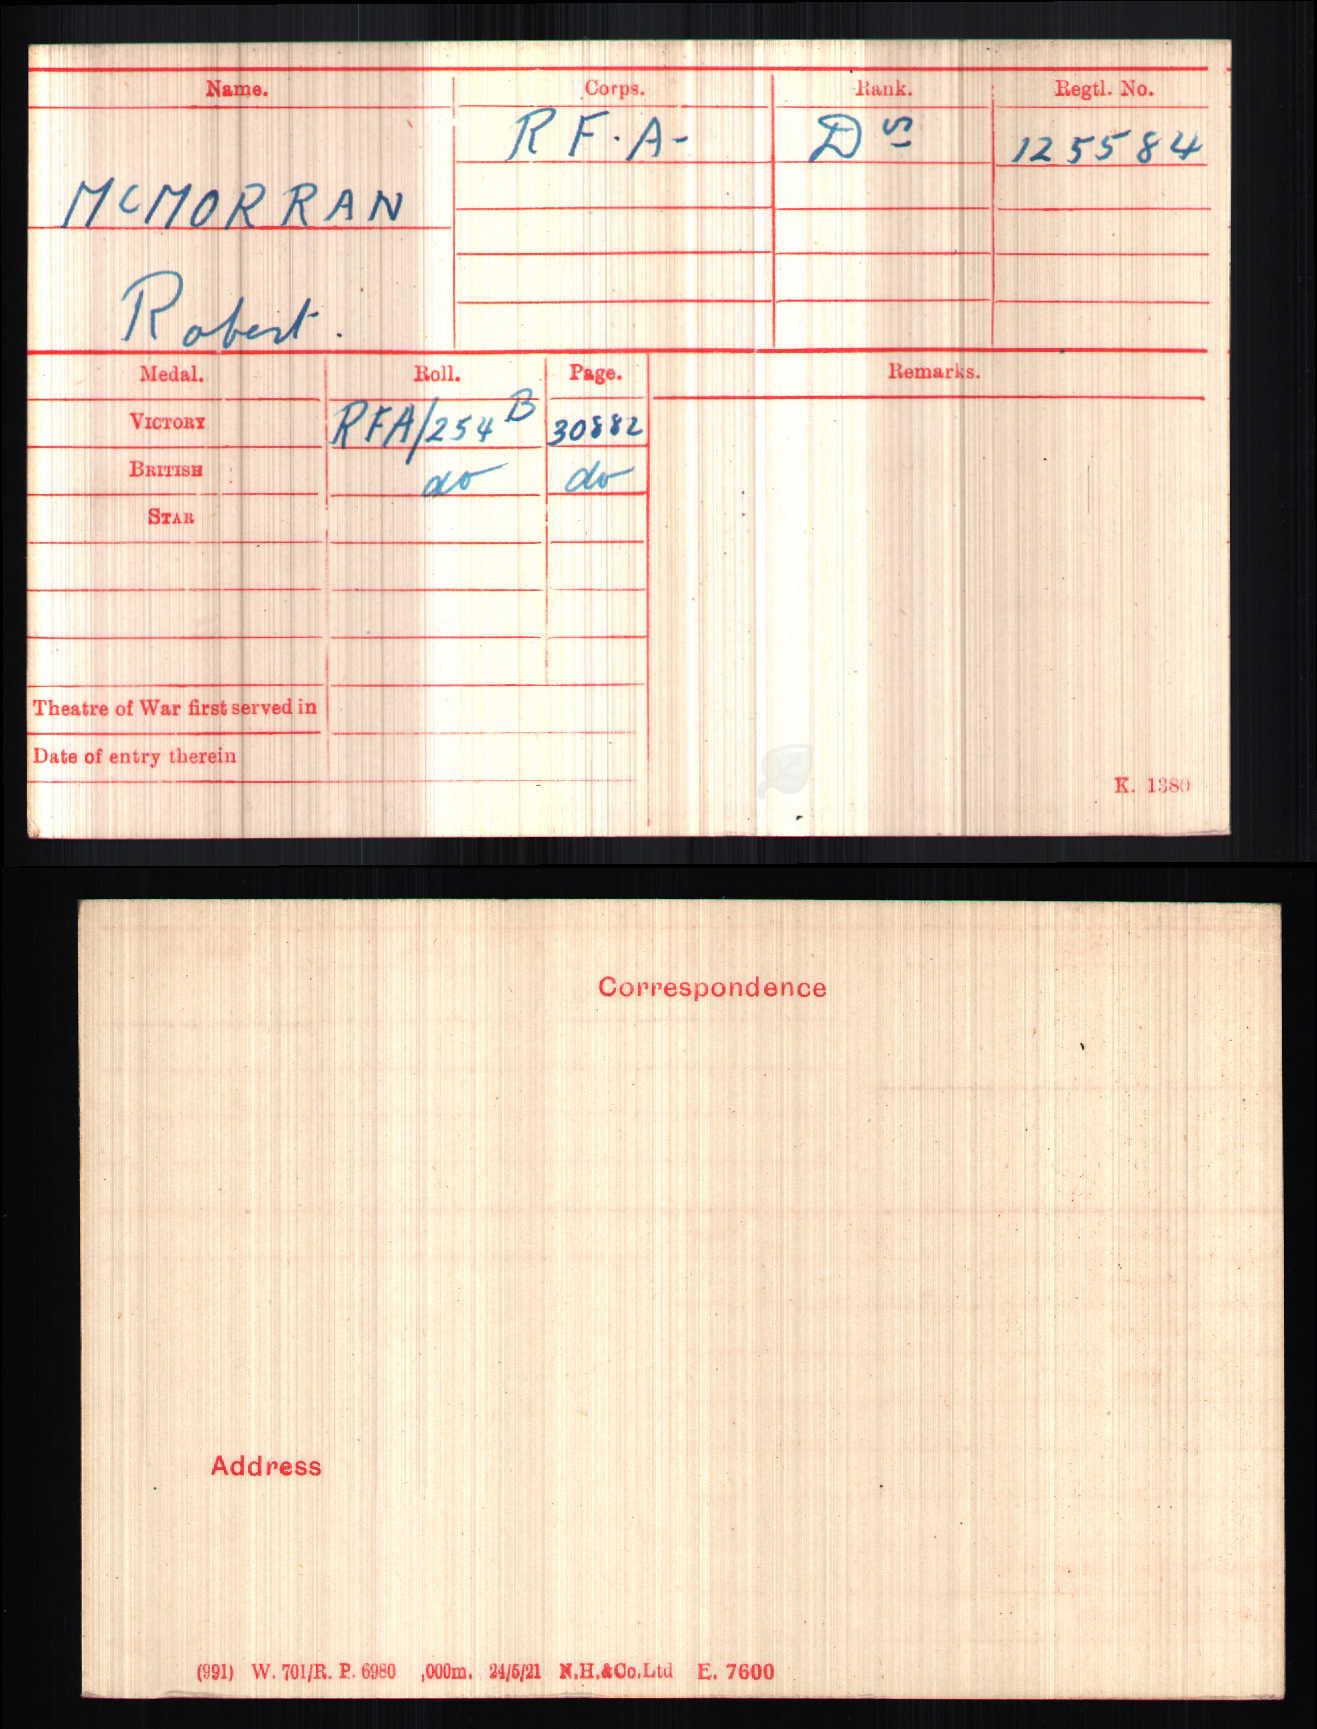 Name. Corps. Rank. Regtl. No.
R F. A- Dr 125584
McMORRAN
Robert.
Medal. Roll. Page. Remarks.
VICTORY RFA/254 B 30882
BRITISH do do
STAR
Theatre of War first served in
Date of entry therein
K. 1380
Correspondence
Address
(991) W. 701/R. P. 6980 ,000m. 24/5/21 N.H.&Co.Ltd E. 7600